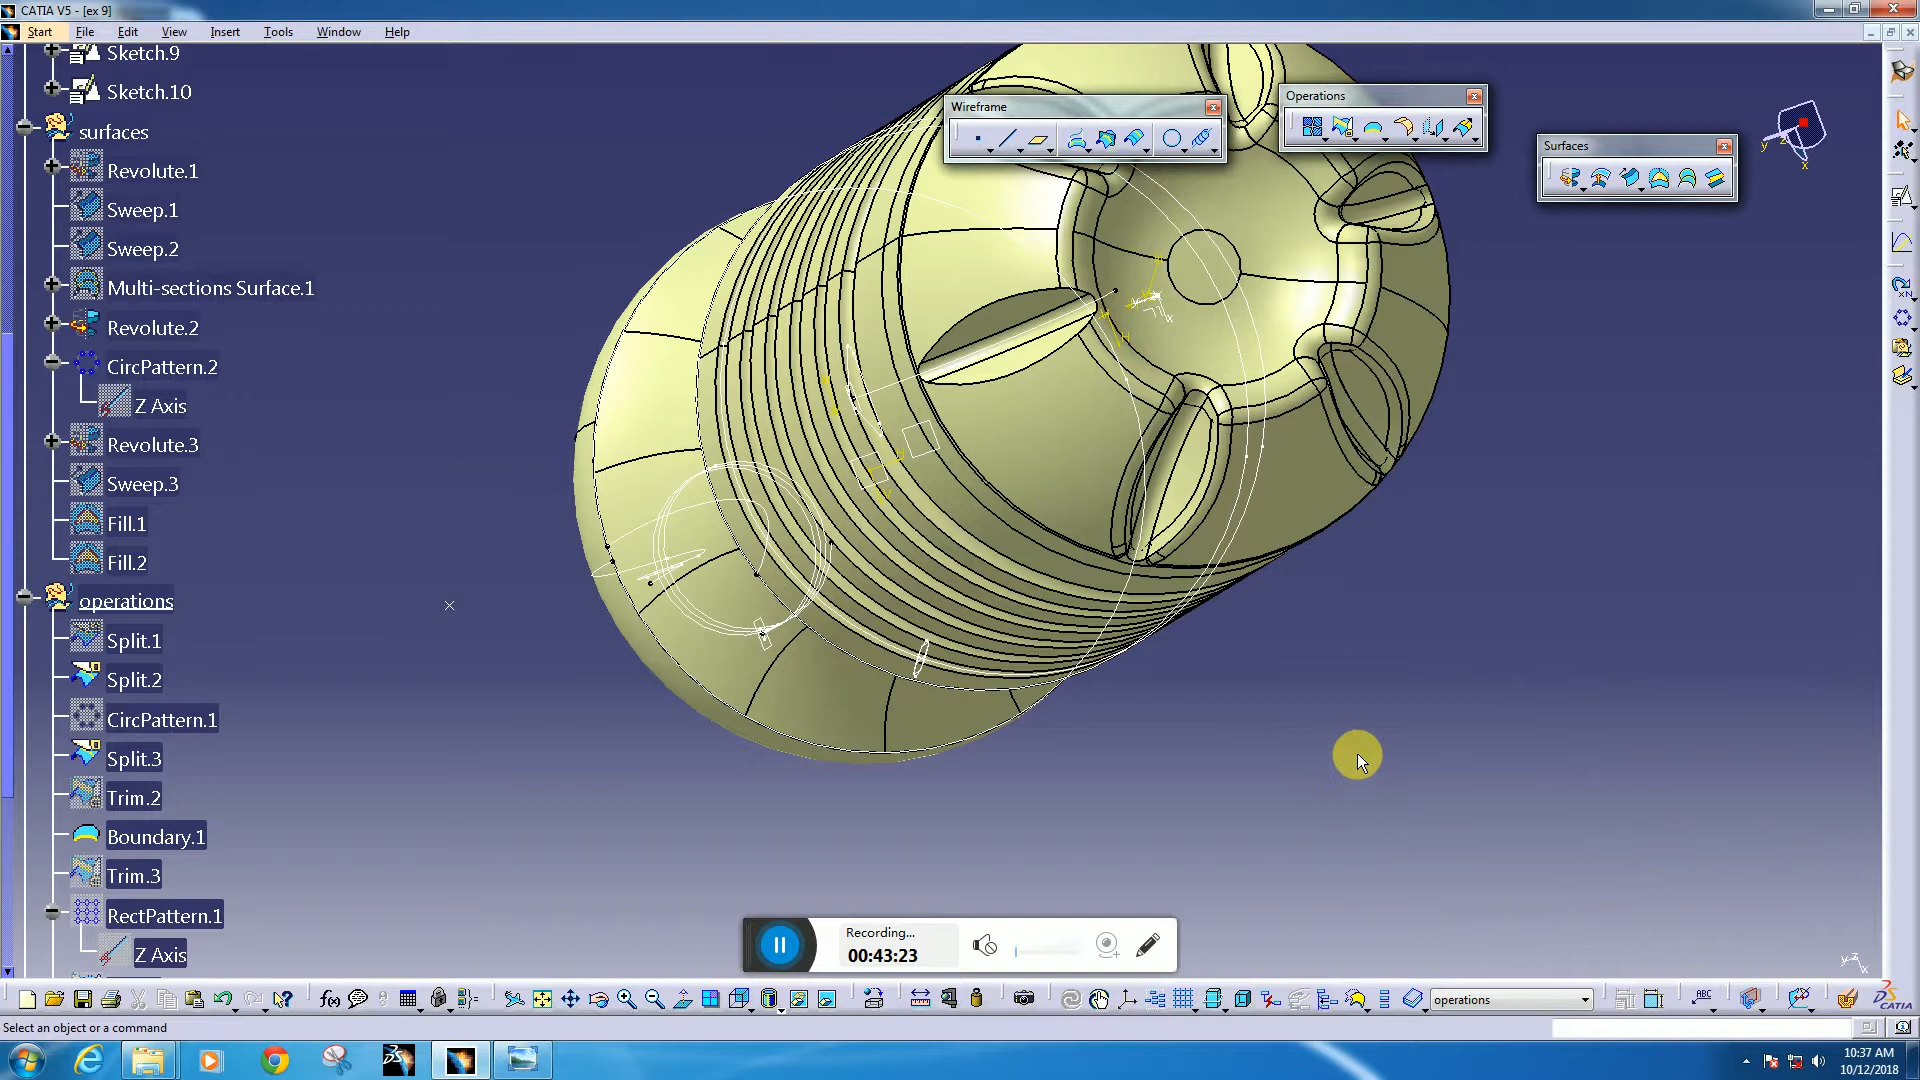 CATIA V5 - [ex 9]
Start File Edit View Insert Tools Window Help
Sketch.9
Sketch.10
surfaces
Revolute.1
Sweep.1
Sweep.2
Multi-sections Surface.1
Revolute.2
CircPattern.2
Z Axis
Revolute.3
Sweep.3
Fill.1
Fill.2
operations
Split.1
Split.2
CircPattern.1
Split.3
Trim.2
Boundary.1
Trim.3
RectPattern.1
Z Axis
Wireframe
Operations
Surfaces
Recording...
00:43:23
operations
ABC
CATIA
Select an object or a command
10:37 AM
10/12/2018